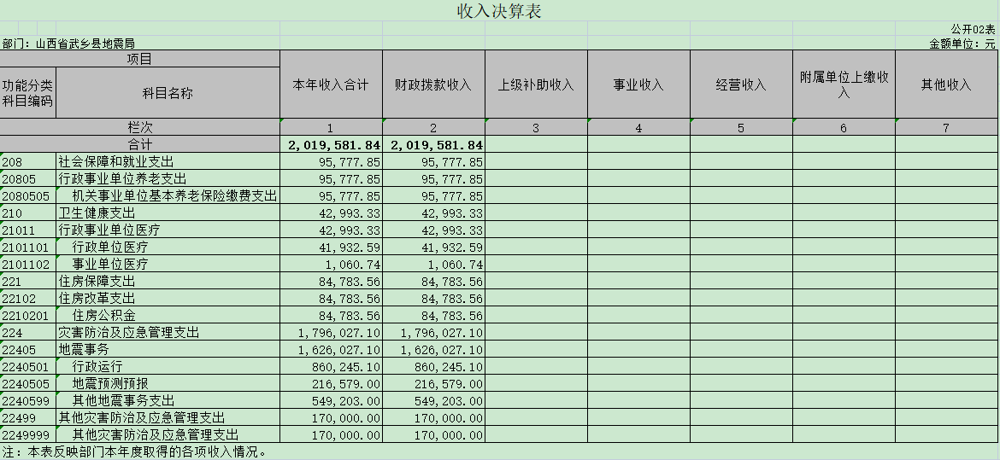 收入决算表
公开02表
部门：山西省武乡县地震局 金额单位：元
项目
功能分类科目编码 科目名称 本年收入合计 财政拨款收入 上级补助收入 事业收入 经营收入 附属单位上缴收入 其他收入
栏次 1 2 3 4 5 6 7
合计 2,019,581.84 2,019,581.84
208 社会保障和就业支出 95,777.85 95,777.85
20805 行政事业单位养老支出 95,777.85 95,777.85
2080505 机关事业单位基本养老保险缴费支出 95,777.85 95,777.85
210 卫生健康支出 42,993.33 42,993.33
21011 行政事业单位医疗 42,993.33 42,993.33
2101101 行政单位医疗 41,932.59 41,932.59
2101102 事业单位医疗 1,060.74 1,060.74
221 住房保障支出 84,783.56 84,783.56
22102 住房改革支出 84,783.56 84,783.56
2210201 住房公积金 84,783.56 84,783.56
224 灾害防治及应急管理支出 1,796,027.10 1,796,027.10
22405 地震事务 1,626,027.10 1,626,027.10
2240501 行政运行 860,245.10 860,245.10
2240505 地震预测预报 216,579.00 216,579.00
2240599 其他地震事务支出 549,203.00 549,203.00
22499 其他灾害防治及应急管理支出 170,000.00 170,000.00
2249999 其他灾害防治及应急管理支出 170,000.00 170,000.00
注：本表反映部门本年度取得的各项收入情况。